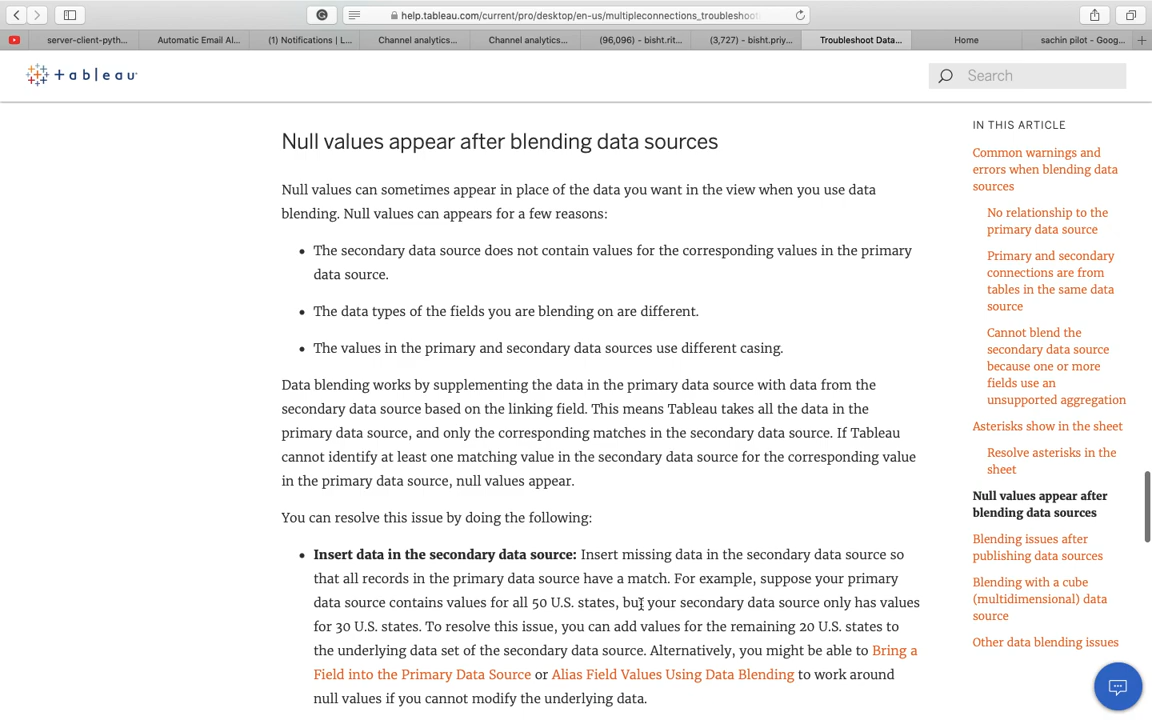 help.tableau.com/current/pro/desktop/en-us/multipleconnections_troubleshoot
server-client-pyth...
Automatic Email Al...
(1) Notifications | L...
Channel analytics...
Channel analytics...
(96,096) - bisht.rit...
(3,727) - bisht.priy...
Troubleshoot Data...
Home
sachin pilot - Goog...
+ a b l e a u
Search
Null values appear after blending data sources
Null values can sometimes appear in place of the data you want in the view when you use data
blending. Null values can appears for a few reasons:
• The secondary data source does not contain values for the corresponding values in the primary
data source.
• The data types of the fields you are blending on are different.
• The values in the primary and secondary data sources use different casing.
Data blending works by supplementing the data in the primary data source with data from the
secondary data source based on the linking field. This means Tableau takes all the data in the
primary data source, and only the corresponding matches in the secondary data source. If Tableau
cannot identify at least one matching value in the secondary data source for the corresponding value
in the primary data source, null values appear.
You can resolve this issue by doing the following:
• Insert data in the secondary data source: Insert missing data in the secondary data source so
that all records in the primary data source have a match. For example, suppose your primary
data source contains values for all 50 U.S. states, but your secondary data source only has values
for 30 U.S. states. To resolve this issue, you can add values for the remaining 20 U.S. states to
the underlying data set of the secondary data source. Alternatively, you might be able to Bring a
Field into the Primary Data Source or Alias Field Values Using Data Blending to work around
null values if you cannot modify the underlying data.
IN THIS ARTICLE
Common warnings and
errors when blending data
sources
No relationship to the
primary data source
Primary and secondary
connections are from
tables in the same data
source
Cannot blend the
secondary data source
because one or more
fields use an
unsupported aggregation
Asterisks show in the sheet
Resolve asterisks in the
sheet
Null values appear after
blending data sources
Blending issues after
publishing data sources
Blending with a cube
(multidimensional) data
source
Other data blending issues